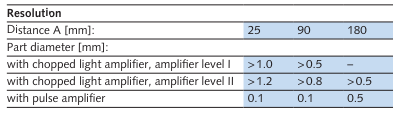 Resolution
Distance A [mm]: 25 90 180
Part diameter [mm]:
with chopped light amplifier, amplifier level I >1.0 >0.5 –
with chopped light amplifier, amplifier level II >1.2 >0.8 >0.5
with pulse amplifier 0.1 0.1 0.5